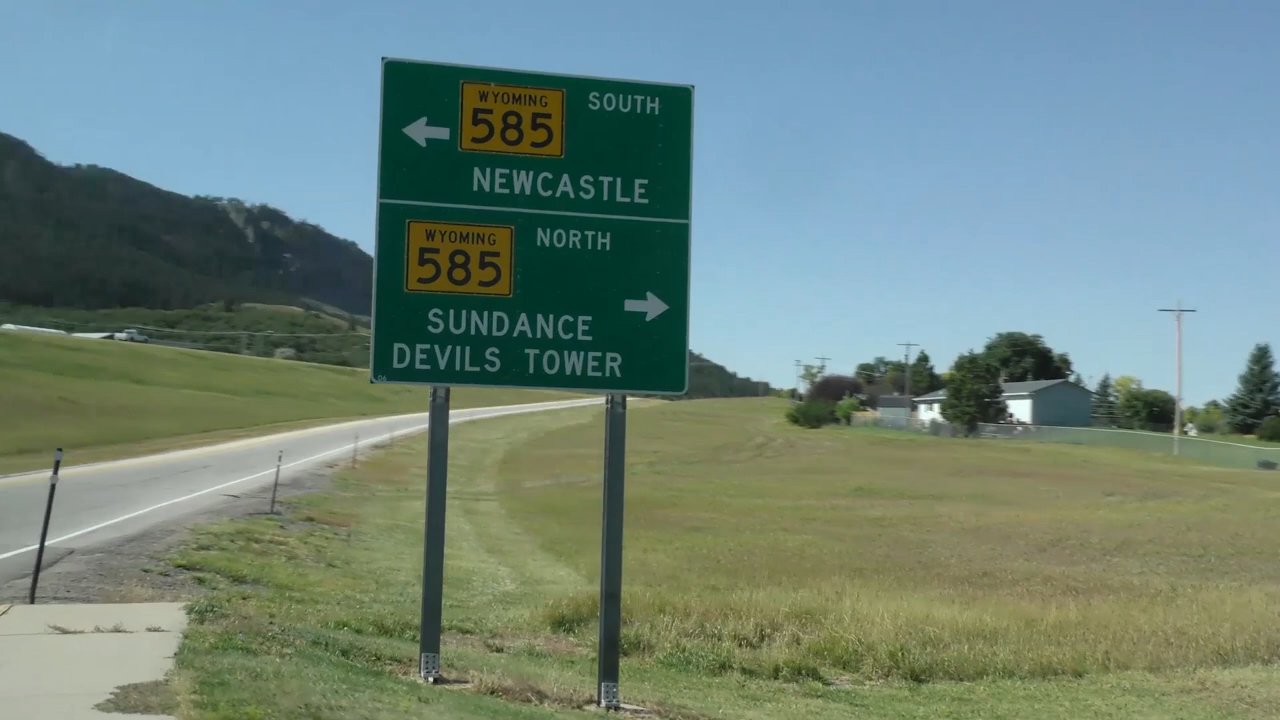 WYOMING
585
SOUTH
NEWCASTLE
WYOMING
585
NORTH
SUNDANCE
DEVILS TOWER